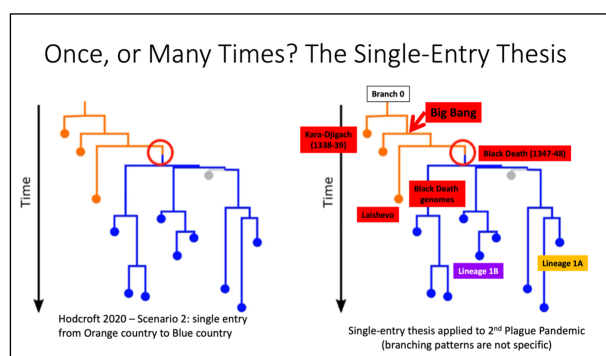 Once, or Many Times? The Single-Entry Thesis
Time
Hodcroft 2020 – Scenario 2: single entry
from Orange country to Blue country
Time
Branch 0
Big Bang
Kara-Djigach
(1338-39)
Black Death (1347-48)
Black Death
genomes
Laishevo
Lineage 1B
Lineage 1A
Single-entry thesis applied to 2nd Plague Pandemic
(branching patterns are not specific)